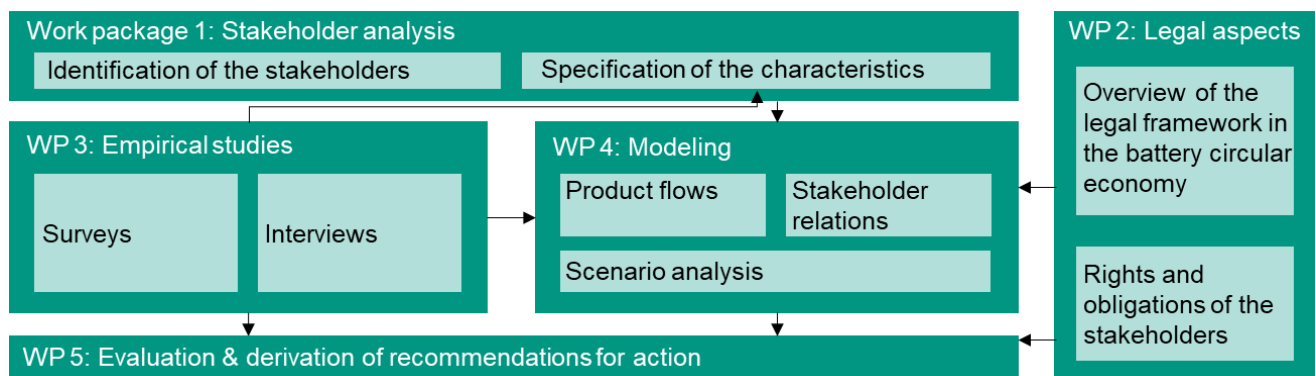 Work package 1: Stakeholder analysis
Identification of the stakeholders
Specification of the characteristics
WP 2: Legal aspects
Overview of the
legal framework in
the battery circular
economy
Rights and
obligations of the
stakeholders
WP 3: Empirical studies
Surveys
Interviews
WP 4: Modeling
Product flows
Stakeholder
relations
Scenario analysis
WP 5: Evaluation & derivation of recommendations for action